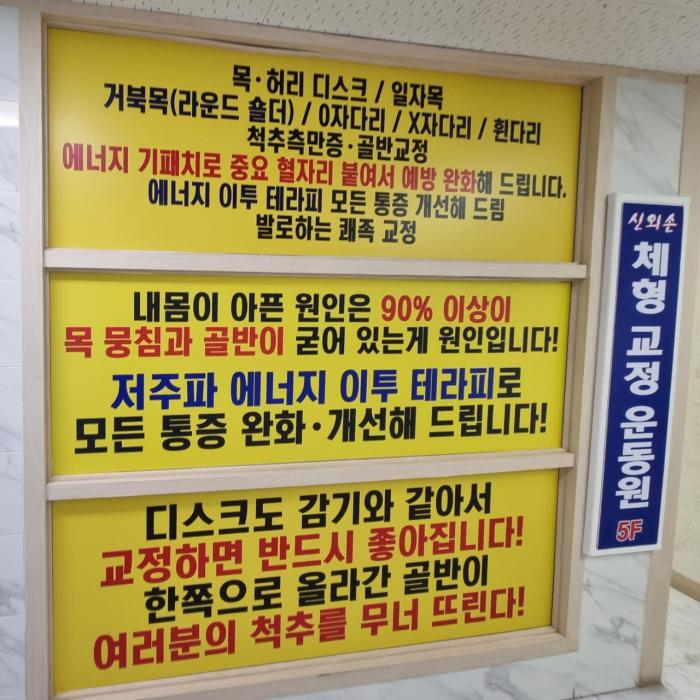 목·허리 디스크 / 일자목
거북목(라운드 숄더) / O자다리 / X자다리 / 휜다리
척추측만증·골반교정
에너지 기패치로 중요 혈자리 붙여서 예방 완화해 드립니다.
에너지 이투 테라피 모든 통증 개선해 드림
발로하는 쾌족 교정
내몸이 아픈 원인은 90% 이상이
목 뭉침과 골반이 굳어 있는게 원인입니다!
저주파 에너지 이투 테라피로
모든 통증 완화·개선해 드립니다!
디스크도 감기와 같아서
교정하면 반드시 좋아집니다!
한쪽으로 올라간 골반이
여러분의 척추를 무너 뜨린다!
신의손
체형 교정 운동원
5F